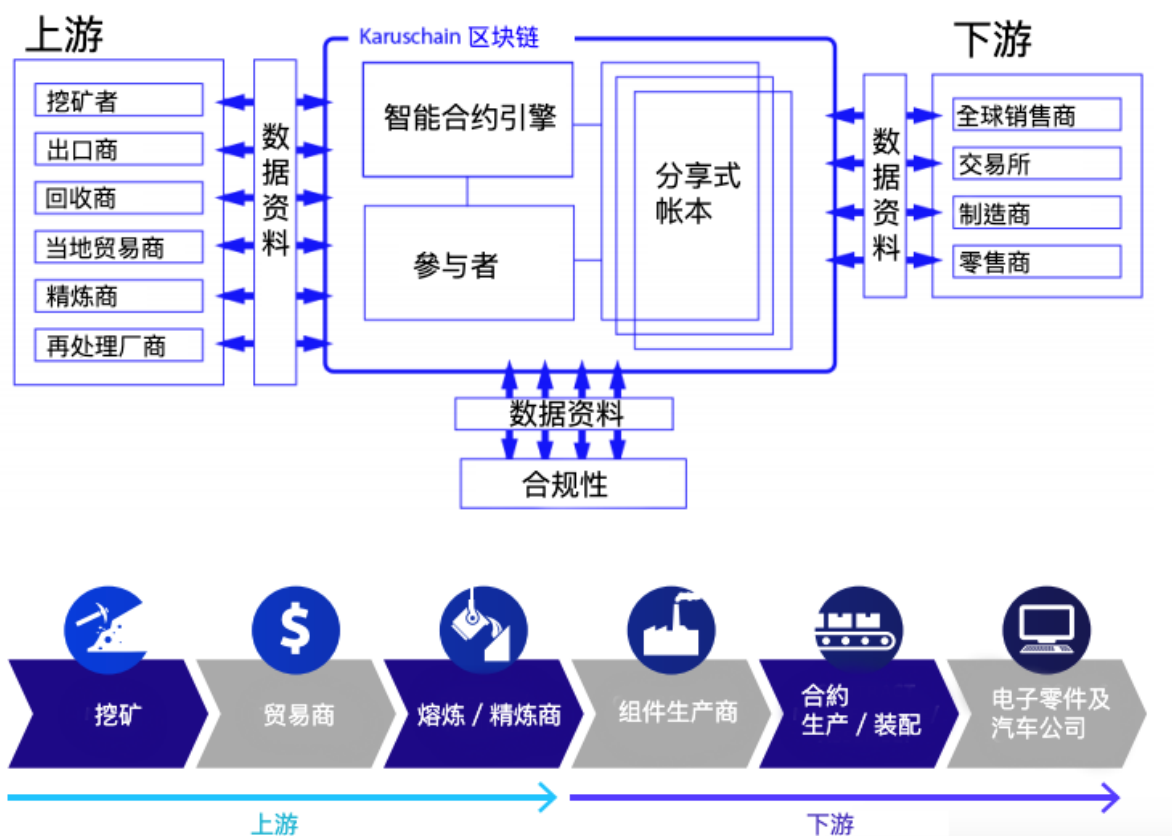 上游
挖矿者
出口商
回收商
当地贸易商
精炼商
再处理厂商
数
据
资
料
Karuschain 区块链
智能合约引擎
參与者
分享式
帐本
数据资料
合规性
下游
数
据
资
料
全球销售商
交易所
制造商
零售商
挖矿
贸易商
熔炼 / 精炼商
组件生产商
合約
生产 / 装配
电子零件及
汽车公司
上游
下游